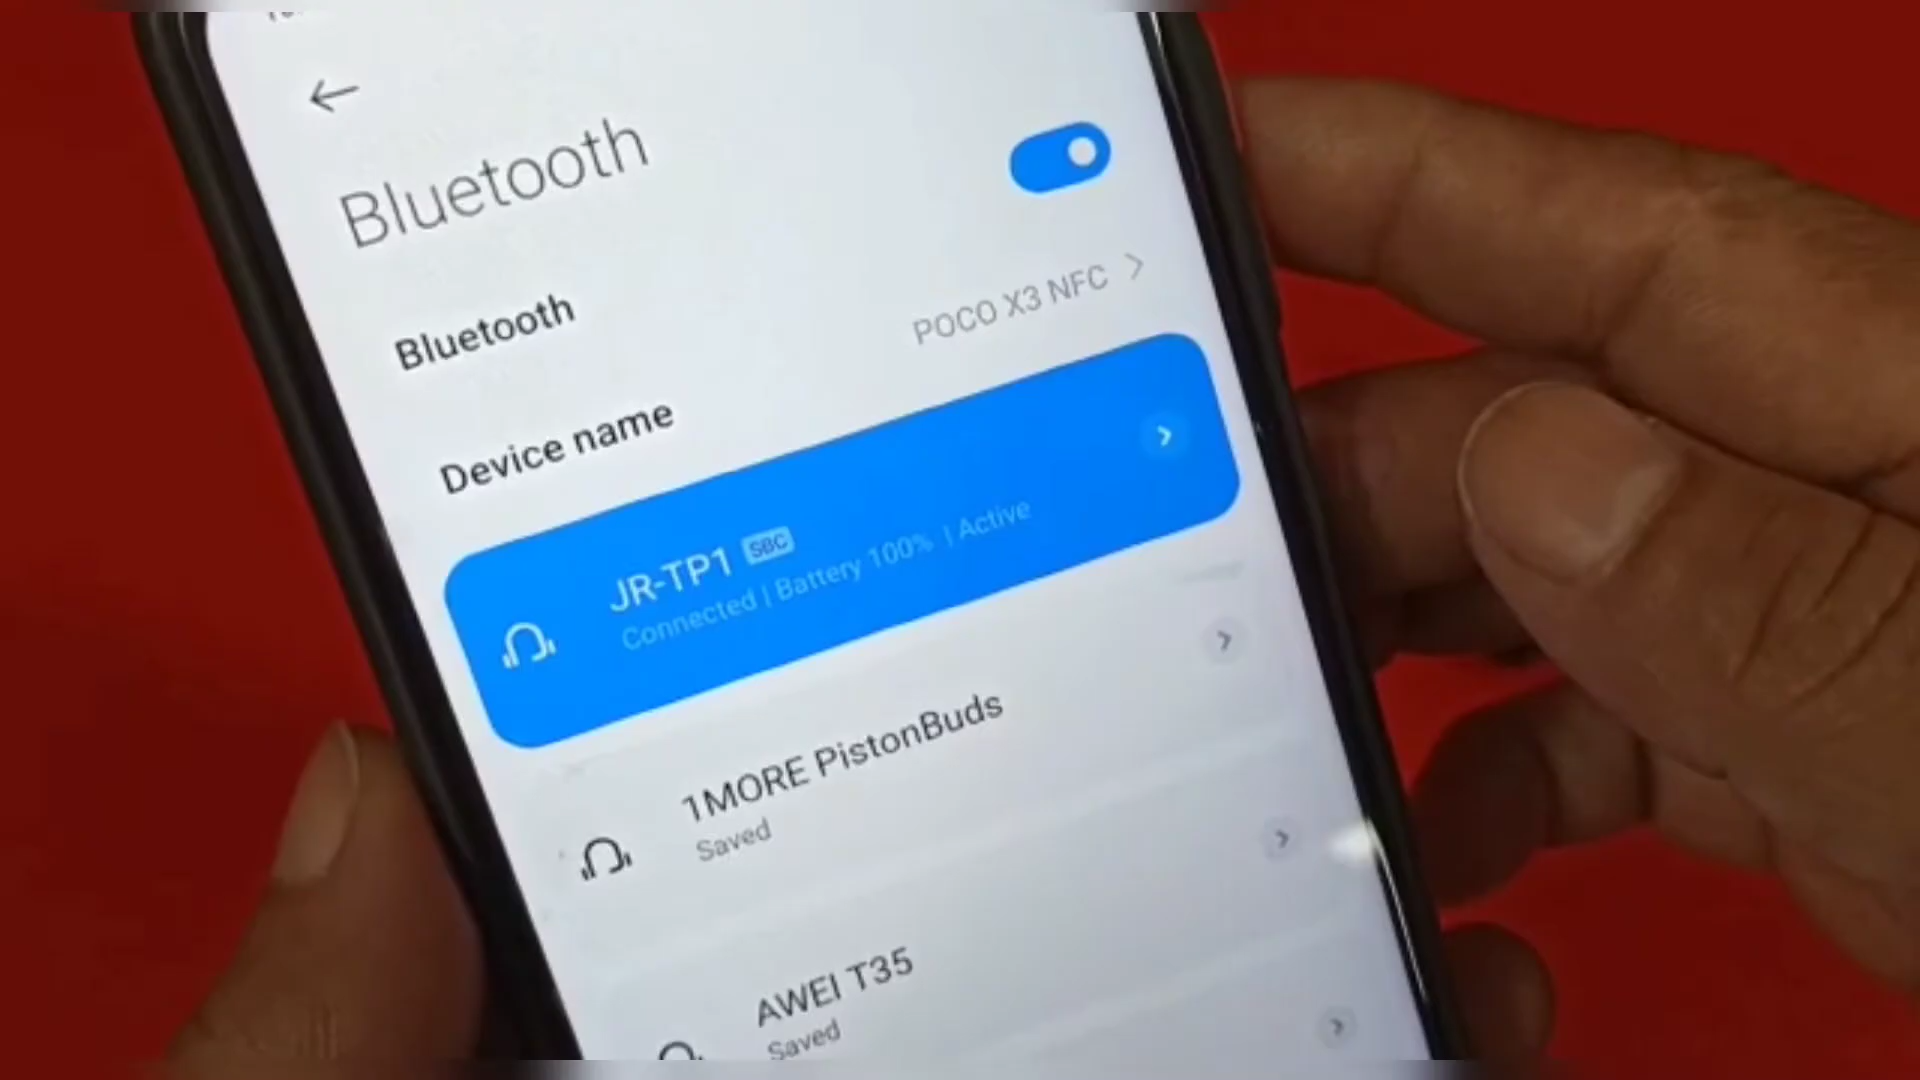 Bluetooth
Bluetooth
Device name POCO X3 NFC
JR-TP1 SBC
Connected | Battery 100% | Active
1MORE PistonBuds
Saved
AWEI T35
Saved